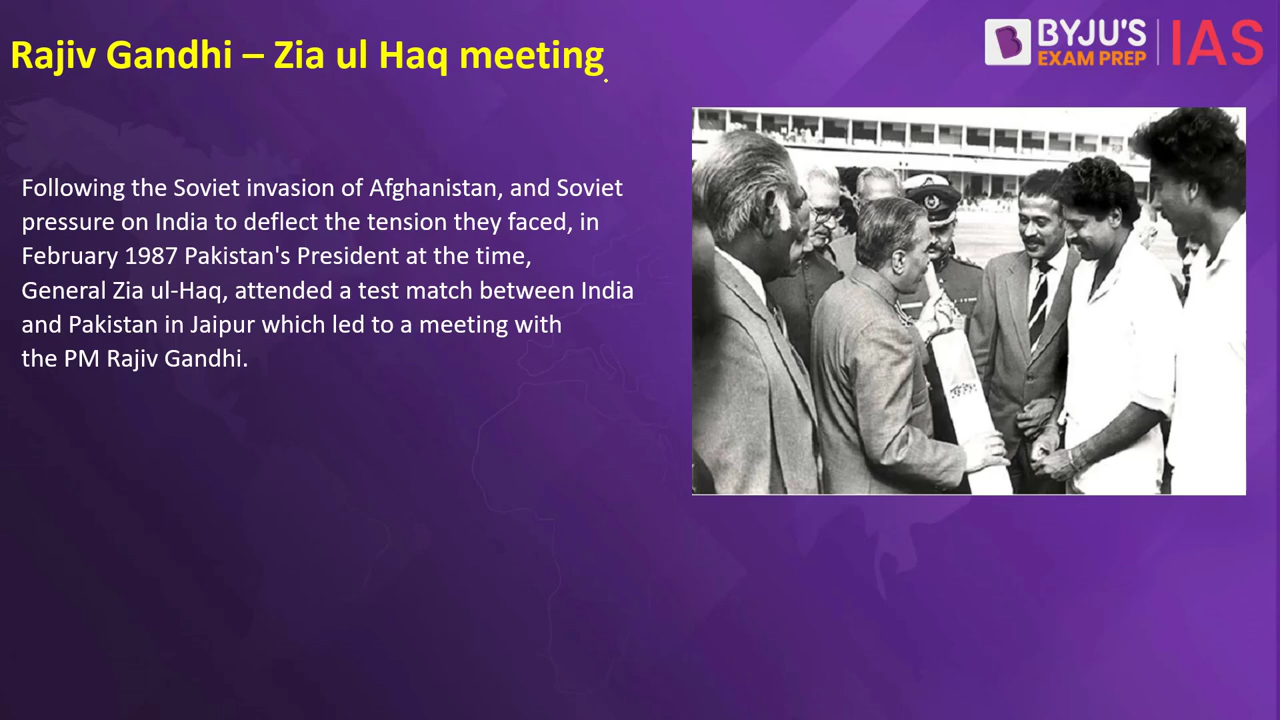 Rajiv Gandhi – Zia ul Haq meeting
BYJU'S
EXAM PREP
IAS
Following the Soviet invasion of Afghanistan, and Soviet
pressure on India to deflect the tension they faced, in
February 1987 Pakistan's President at the time,
General Zia ul-Haq, attended a test match between India
and Pakistan in Jaipur which led to a meeting with
the PM Rajiv Gandhi.